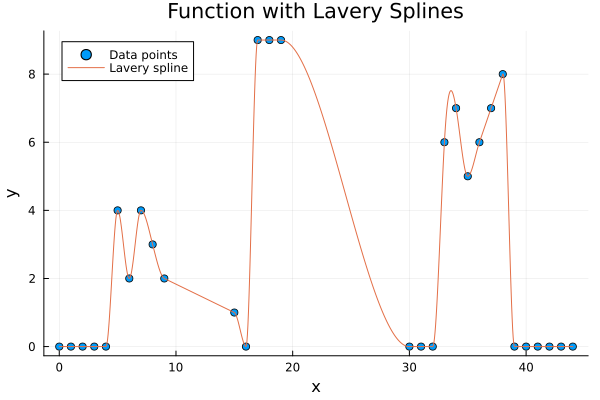 Function with Lavery Splines
Data points
Lavery spline
8
6
4
2
0
y
0 10 20 30 40
x